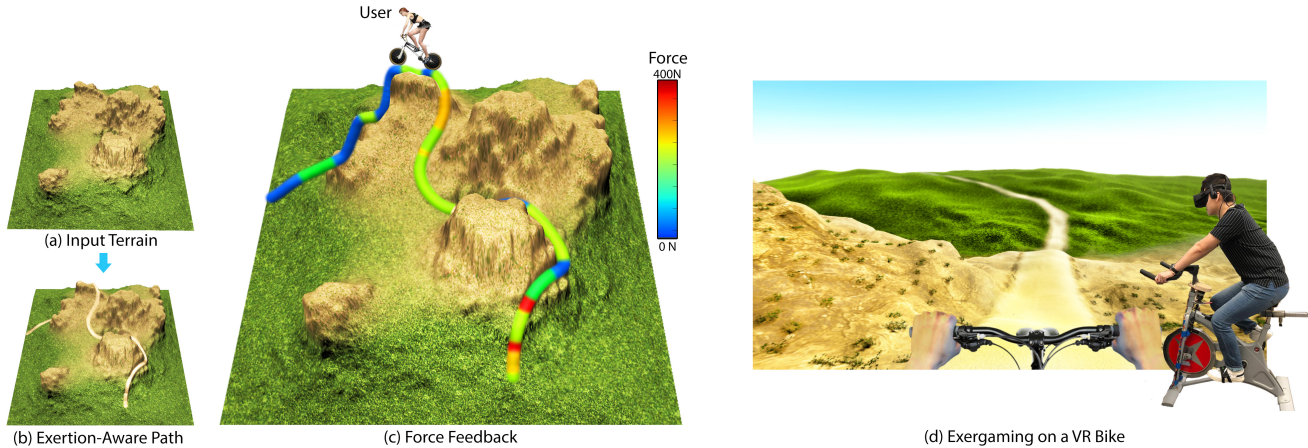 User
Force
400N
0 N
(a) Input Terrain
(b) Exertion-Aware Path
(c) Force Feedback
(d) Exergaming on a VR Bike